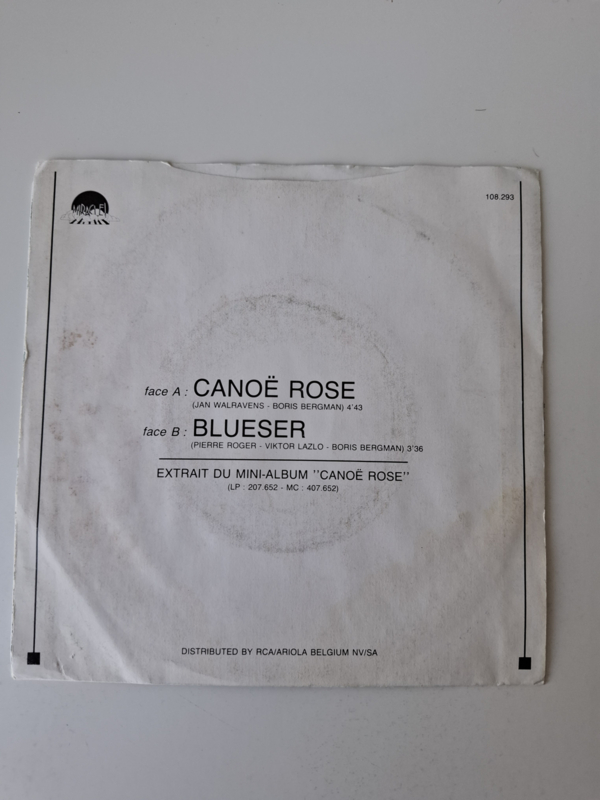 MIRACLE!
108.293
face A : CANOË ROSE
(JAN WALRAVENS - BORIS BERGMAN) 4'43
face B : BLUESER
(PIERRE ROGER - VIKTOR LAZLO - BORIS BERGMAN) 3'36
EXTRAIT DU MINI-ALBUM ''CANOË ROSE''
(LP : 207.652 - MC : 407.652)
DISTRIBUTED BY RCA/ARIOLA BELGIUM NV/SA